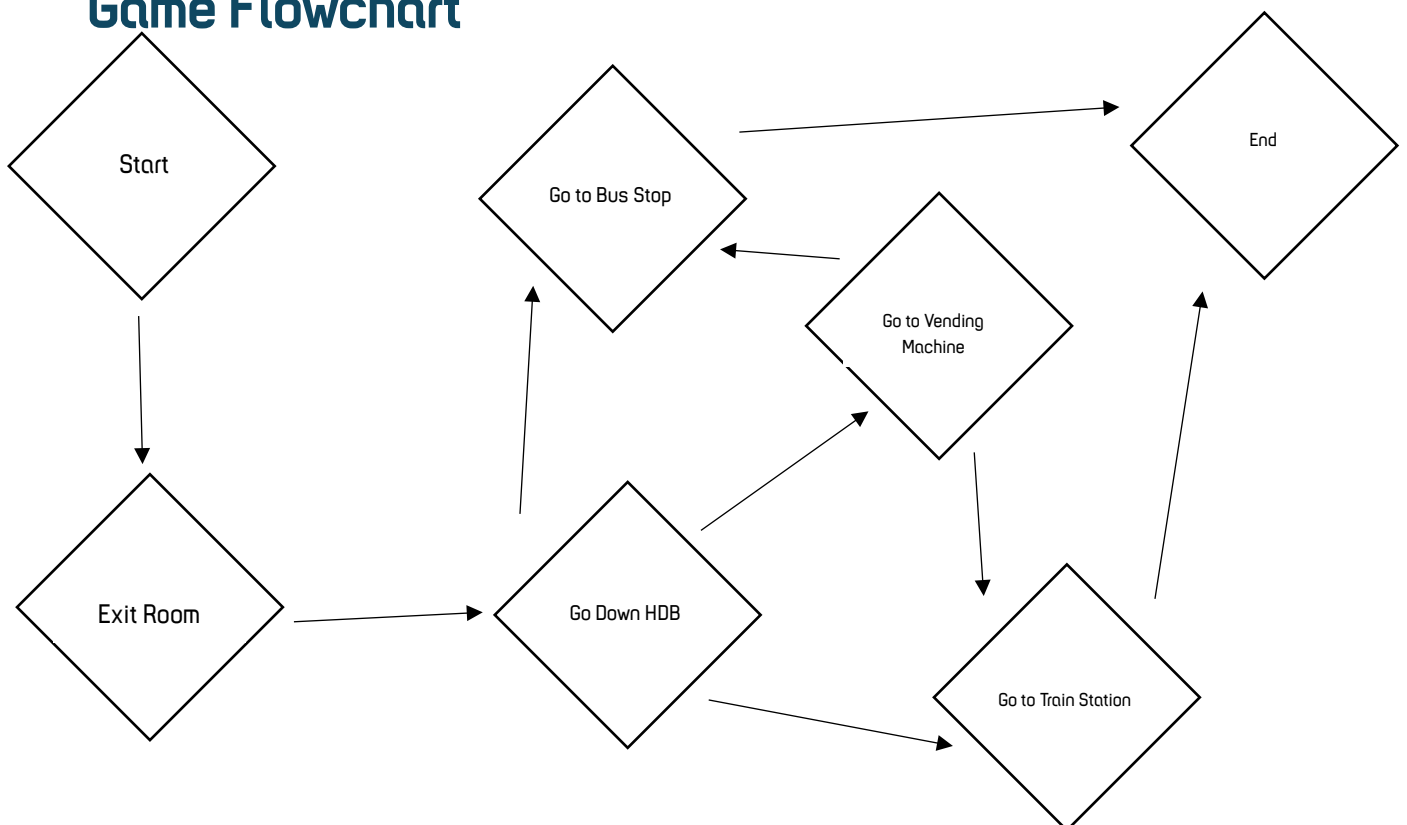 Game Flowchart
Start
Go to Bus Stop
End
Go to Vending
Machine
Exit Room
Go Down HDB
Go to Train Station